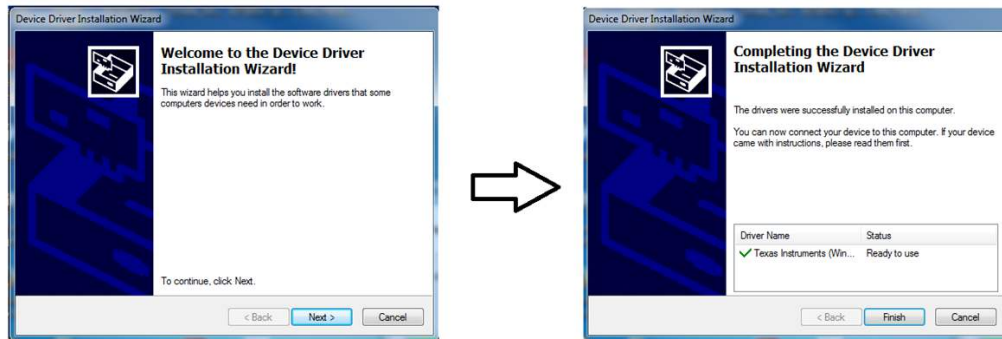 Device Driver Installation Wizard
Welcome to the Device Driver
Installation Wizard!
This wizard helps you install the software drivers that some
computers devices need in order to work.
To continue, click Next.
< Back
Next >
Cancel
Device Driver Installation Wizard
Completing the Device Driver
Installation Wizard
The drivers were successfully installed on this computer.
You can now connect your device to this computer. If your device
came with instructions, please read them first.
Driver Name Status
Texas Instruments (Win... Ready to use
< Back
Finish
Cancel